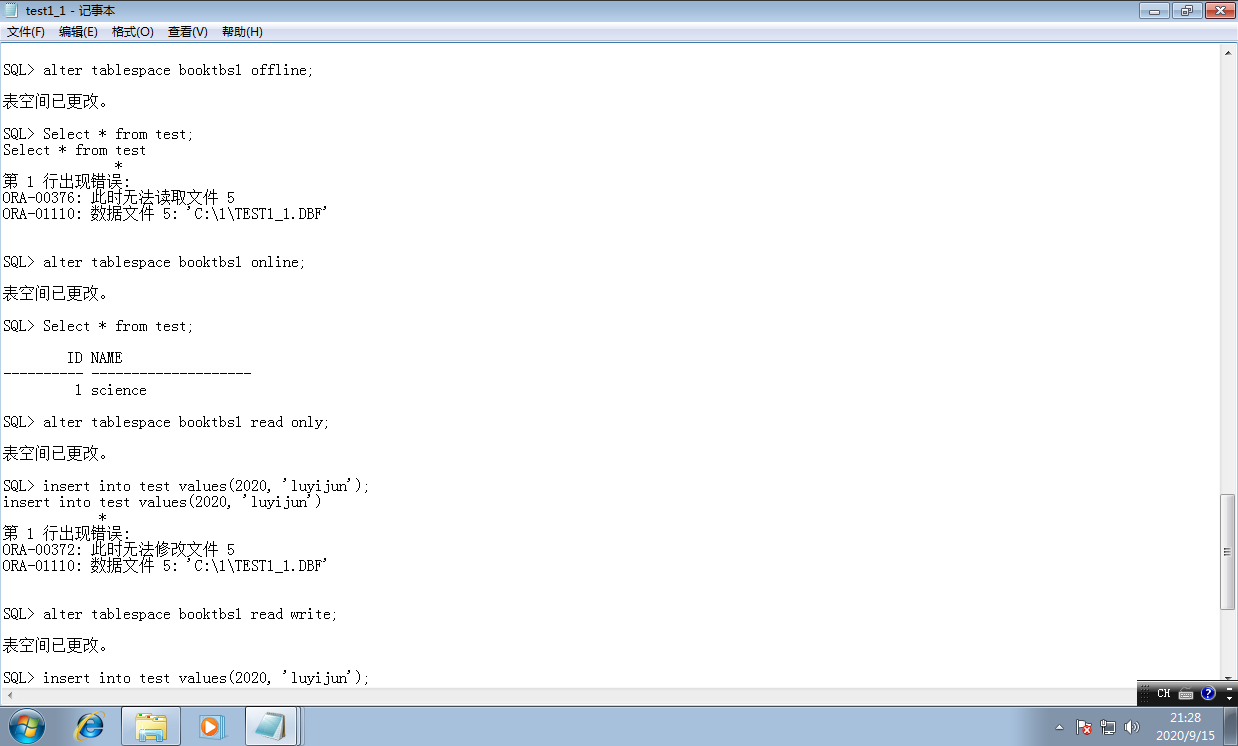 test1_1 - 记事本
文件(F) 编辑(E) 格式(O) 查看(V) 帮助(H)
SQL> alter tablespace booktbs1 offline;
表空间已更改。
SQL> Select * from test;
Select * from test
*
第 1 行出现错误:
ORA-00376: 此时无法读取文件 5
ORA-01110: 数据文件 5: 'C:\1\TEST1_1.DBF'
SQL> alter tablespace booktbs1 online;
表空间已更改。
SQL> Select * from test;
ID NAME
---------- --------------------
1 science
SQL> alter tablespace booktbs1 read only;
表空间已更改。
SQL> insert into test values(2020, 'luyijun');
insert into test values(2020, 'luyijun')
*
第 1 行出现错误:
ORA-00372: 此时无法修改文件 5
ORA-01110: 数据文件 5: 'C:\1\TEST1_1.DBF'
SQL> alter tablespace booktbs1 read write;
表空间已更改。
SQL> insert into test values(2020, 'luyijun');
CH
21:28
2020/9/15